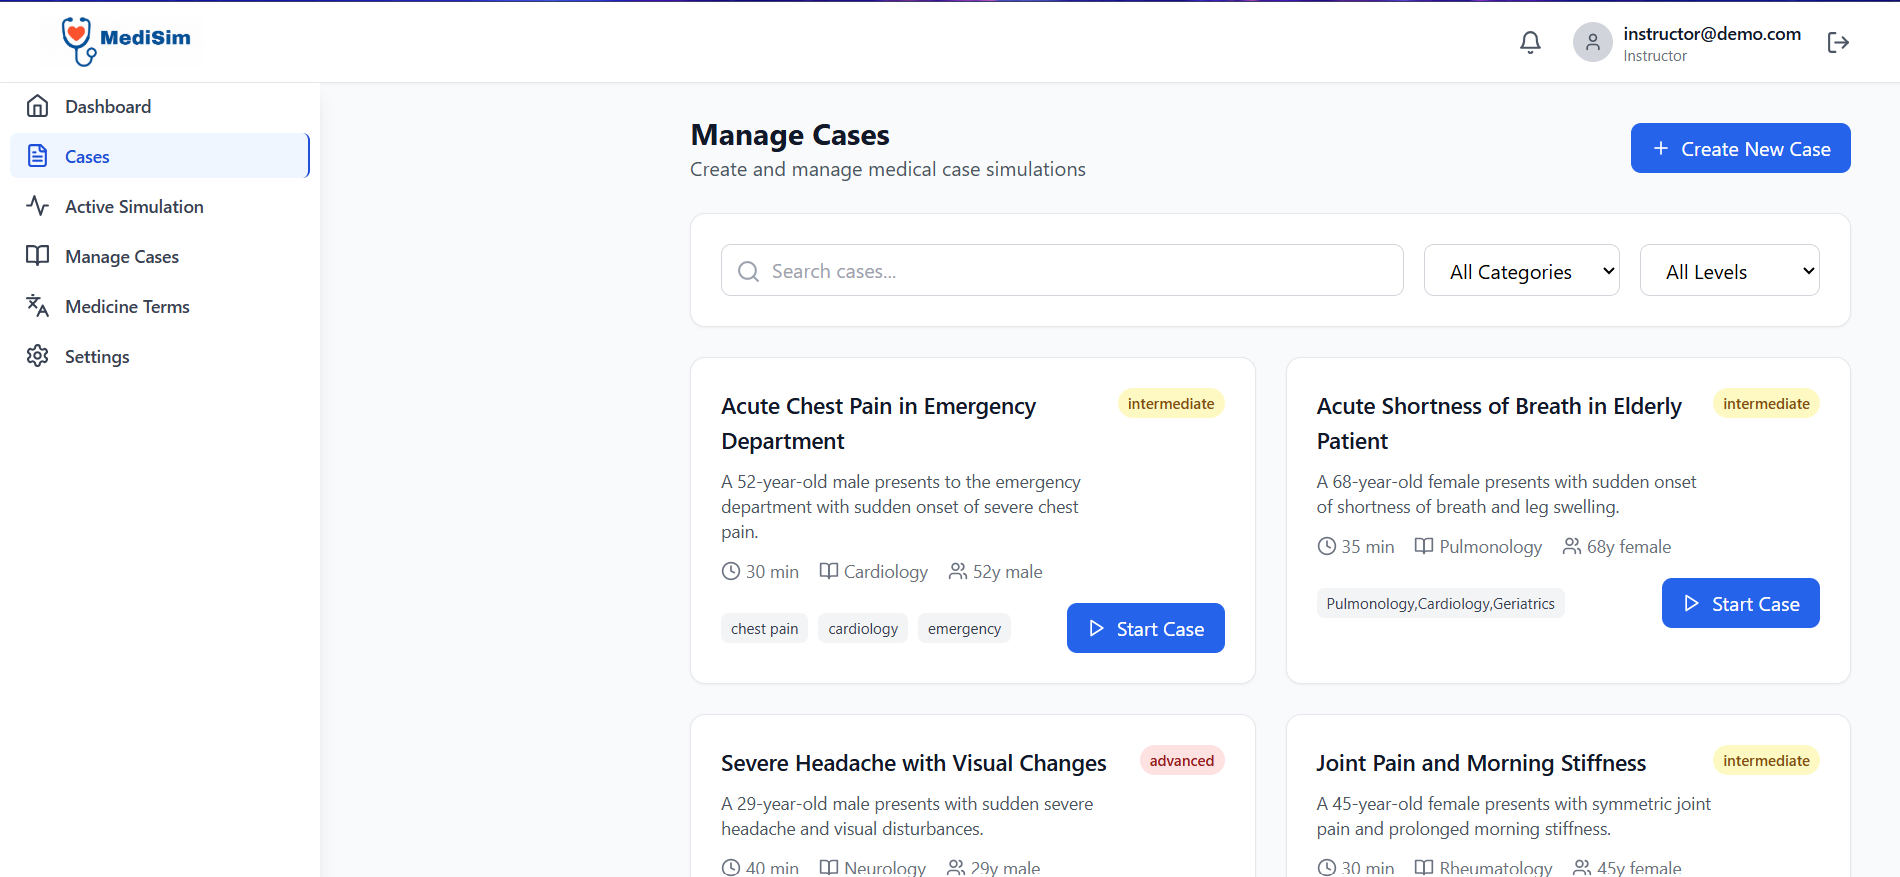 MediSim
instructor@demo.com
Instructor
Dashboard
Cases
Active Simulation
Manage Cases
Medicine Terms
Settings
Manage Cases
Create and manage medical case simulations
Create New Case
Search cases...
All Categories
All Levels
Acute Chest Pain in Emergency
Department
intermediate
A 52-year-old male presents to the emergency
department with sudden onset of severe chest
pain.
30 min Cardiology 52y male
chest pain cardiology emergency
Start Case
Acute Shortness of Breath in Elderly
Patient
intermediate
A 68-year-old female presents with sudden onset
of shortness of breath and leg swelling.
35 min Pulmonology 68y female
Pulmonology,Cardiology,Geriatrics
Start Case
Severe Headache with Visual Changes
advanced
A 29-year-old male presents with sudden severe
headache and visual disturbances.
40 min Neurology 29y male
Joint Pain and Morning Stiffness
intermediate
A 45-year-old female presents with symmetric joint
pain and prolonged morning stiffness.
30 min Rheumatology 45y female